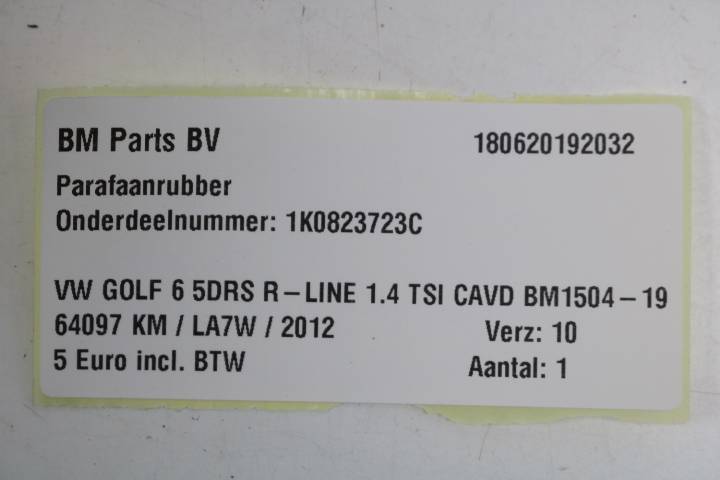 BM Parts BV 180620192032
Parafaanrubber
Onderdeelnummer: 1K0823723C
VW GOLF 6 5DRS R-LINE 1.4 TSI CAVD BM1504-19
64097 KM / LA7W / 2012 Verz: 10
5 Euro incl. BTW Aantal: 1